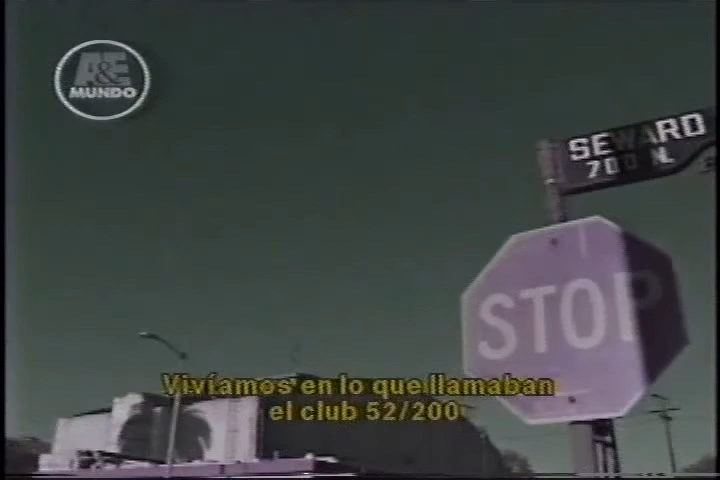 A&E
MUNDO
SEWARD
700 N.
STOP
Vivíamos en lo que llamaban
el club 52/200